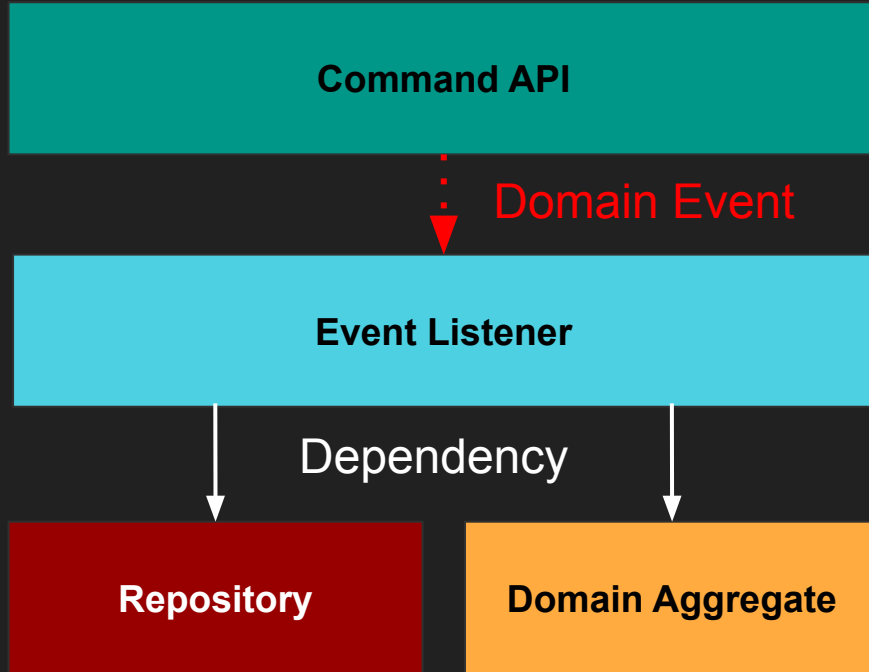 Command API
Domain Event
Event Listener
Dependency
Repository
Domain Aggregate